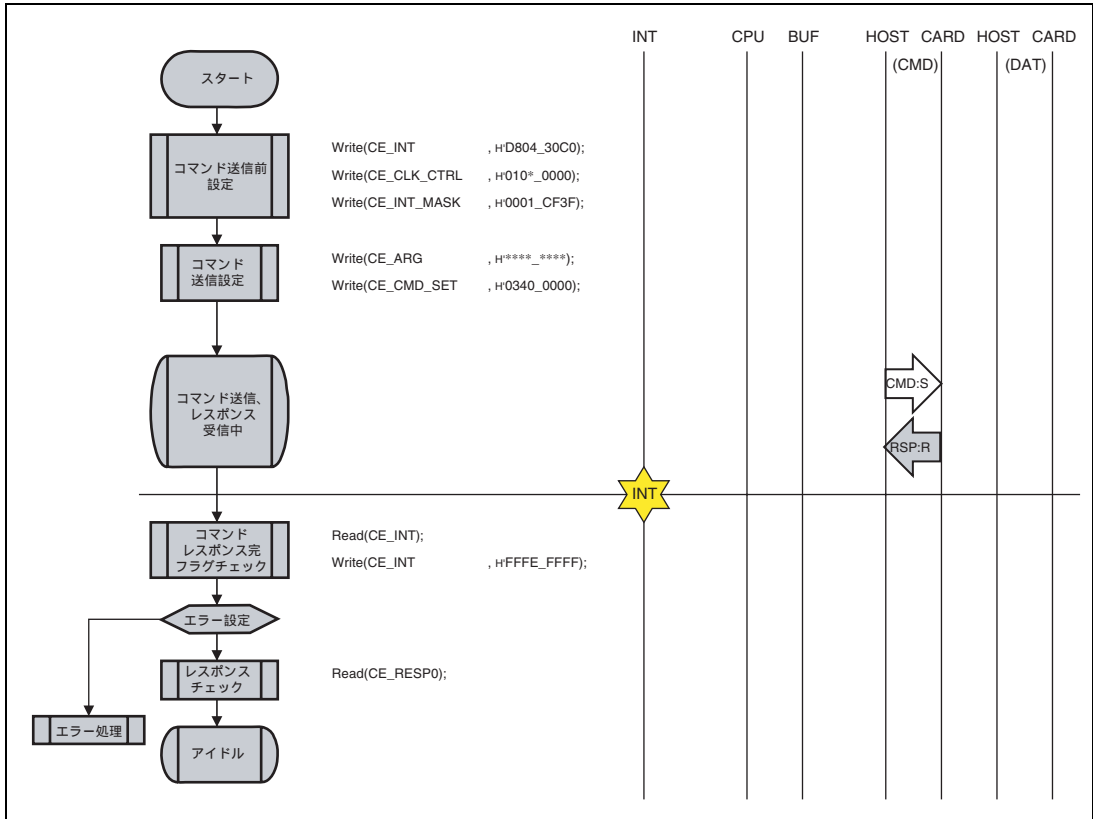 INT CPU BUF HOST CARD HOST CARD
(CMD) (DAT)
スタート
コマンド送信前
設定
Write(CE_INT , H'D804_30C0);
Write(CE_CLK_CTRL , H'010*_0000);
Write(CE_INT_MASK , H'0001_CF3F);
コマンド
送信設定
Write(CE_ARG , H'****_****);
Write(CE_CMD_SET , H'0340_0000);
コマンド送信、
レスポンス
受信中
CMD:S
RSP:R
INT
コマンド
レスポンス完
フラグチェック
Read(CE_INT);
Write(CE_INT , H'FFFE_FFFF);
エラー設定
レスポンス
チェック
Read(CE_RESP0);
エラー処理
アイドル